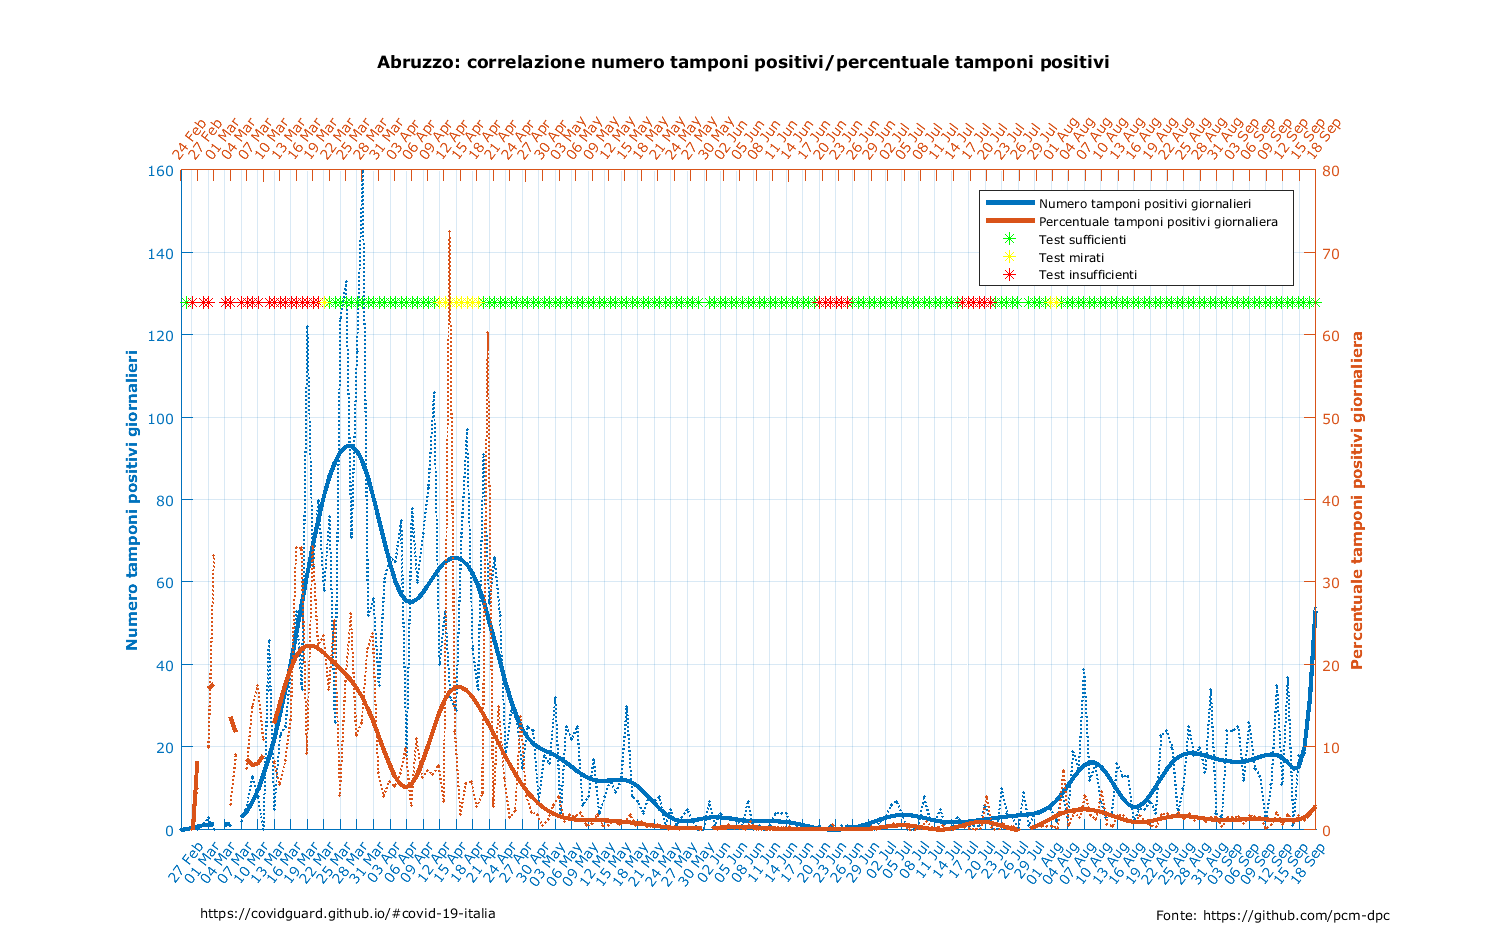 Abruzzo: correlazione numero tamponi positivi/percentuale tamponi positivi
24 Feb
27 Feb
01 Mar
04 Mar
07 Mar
10 Mar
13 Mar
16 Mar
19 Mar
22 Mar
25 Mar
28 Mar
31 Mar
03 Apr
06 Apr
09 Apr
12 Apr
15 Apr
18 Apr
21 Apr
24 Apr
27 Apr
30 Apr
03 May
06 May
09 May
12 May
15 May
18 May
21 May
24 May
27 May
30 May
02 Jun
05 Jun
08 Jun
11 Jun
14 Jun
17 Jun
20 Jun
23 Jun
26 Jun
29 Jun
02 Jul
05 Jul
08 Jul
11 Jul
14 Jul
17 Jul
20 Jul
23 Jul
26 Jul
29 Jul
01 Aug
04 Aug
07 Aug
10 Aug
13 Aug
16 Aug
19 Aug
22 Aug
25 Aug
28 Aug
31 Aug
03 Sep
06 Sep
09 Sep
12 Sep
15 Sep
18 Sep
160
140
120
100
80
60
40
20
0
Numero tamponi positivi giornalieri
Numero tamponi positivi giornalieri
Percentuale tamponi positivi giornaliera
Test sufficienti
Test mirati
Test insufficienti
80
70
60
50
40
30
20
10
0
Percentuale tamponi positivi giornaliera
27 Feb
01 Mar
04 Mar
07 Mar
10 Mar
13 Mar
16 Mar
19 Mar
22 Mar
25 Mar
28 Mar
31 Mar
03 Apr
06 Apr
09 Apr
12 Apr
15 Apr
18 Apr
21 Apr
24 Apr
27 Apr
30 Apr
03 May
06 May
09 May
12 May
15 May
18 May
21 May
24 May
27 May
30 May
02 Jun
05 Jun
08 Jun
11 Jun
14 Jun
17 Jun
20 Jun
23 Jun
26 Jun
29 Jun
02 Jul
05 Jul
08 Jul
11 Jul
14 Jul
17 Jul
20 Jul
23 Jul
26 Jul
29 Jul
01 Aug
04 Aug
07 Aug
10 Aug
13 Aug
16 Aug
19 Aug
22 Aug
25 Aug
28 Aug
31 Aug
03 Sep
06 Sep
09 Sep
12 Sep
15 Sep
18 Sep
https://covidguard.github.io/#covid-19-italia
Fonte: https://github.com/pcm-dpc